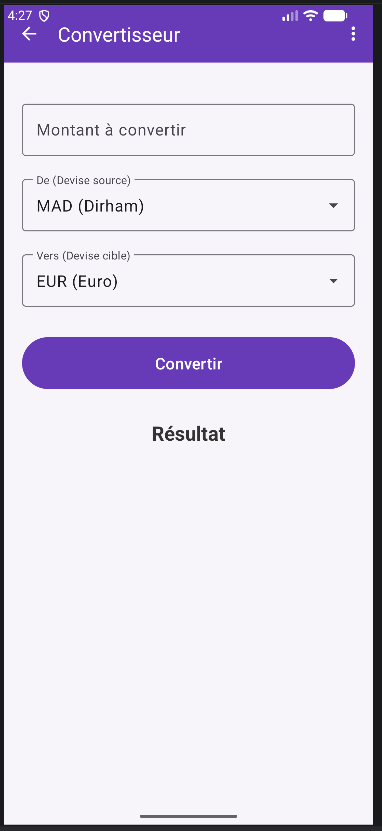 4:27
Convertisseur
Montant à convertir
De (Devise source)
MAD (Dirham)
Vers (Devise cible)
EUR (Euro)
Convertir
Résultat